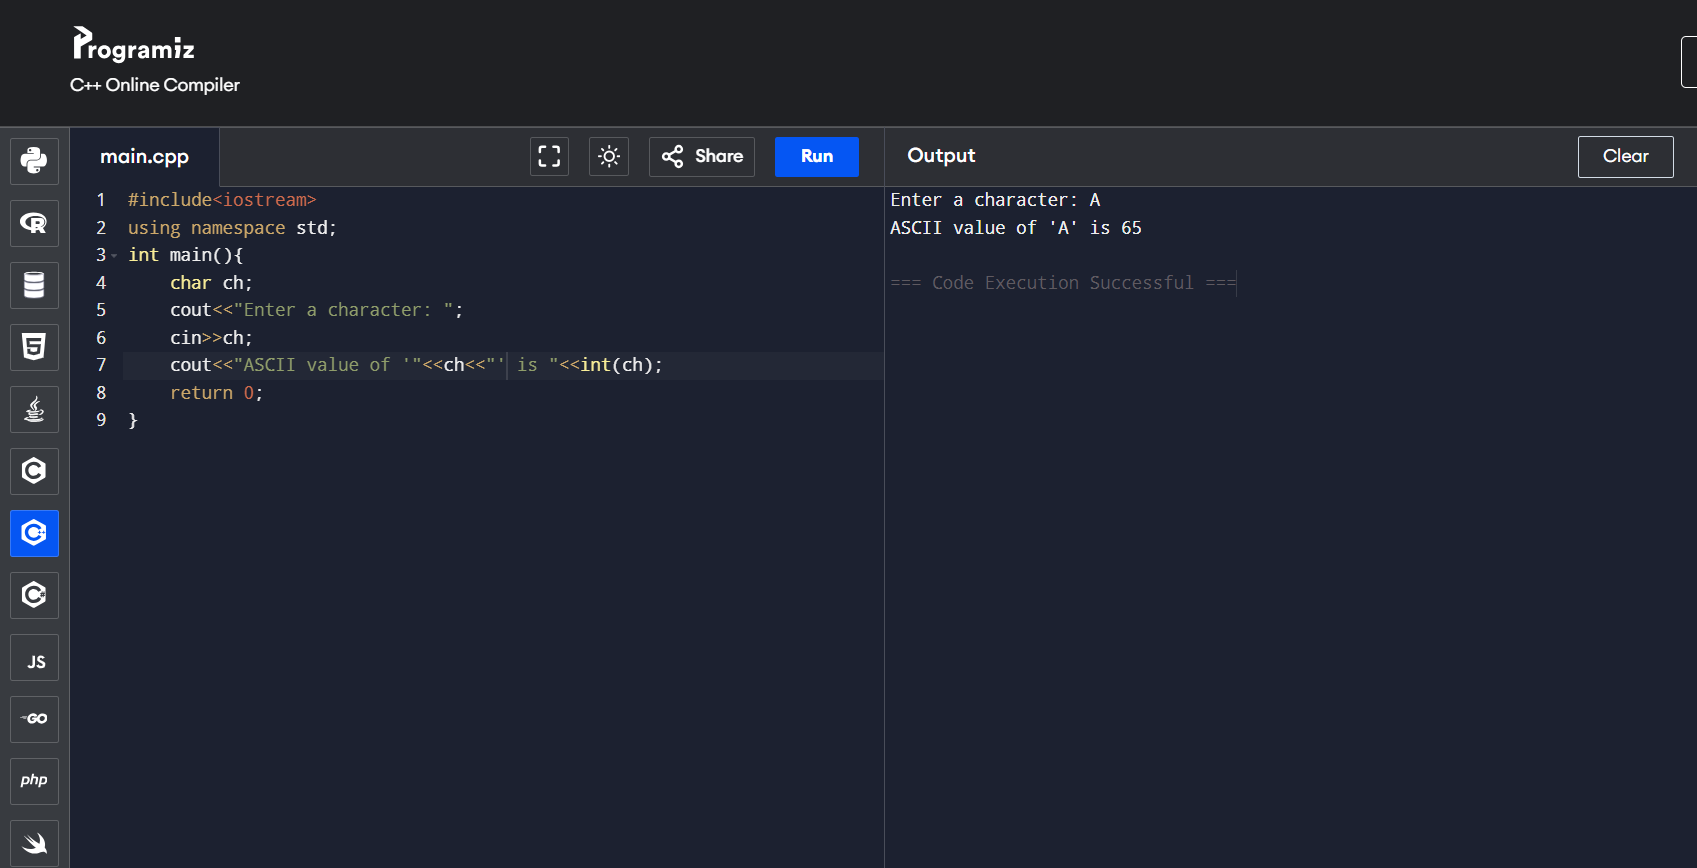 Programiz
C++ Online Compiler
main.cpp
Share
Run
1 #include<iostream>
2 using namespace std;
3 int main(){
4     char ch;
5     cout<<"Enter a character: ";
6     cin>>ch;
7     cout<<"ASCII value of '"<<ch<<"' is "<<int(ch);
8     return 0;
9 }
Output
Clear
Enter a character: A
ASCII value of 'A' is 65
=== Code Execution Successful ===
R
5
C
C++
C#
JS
GO
php